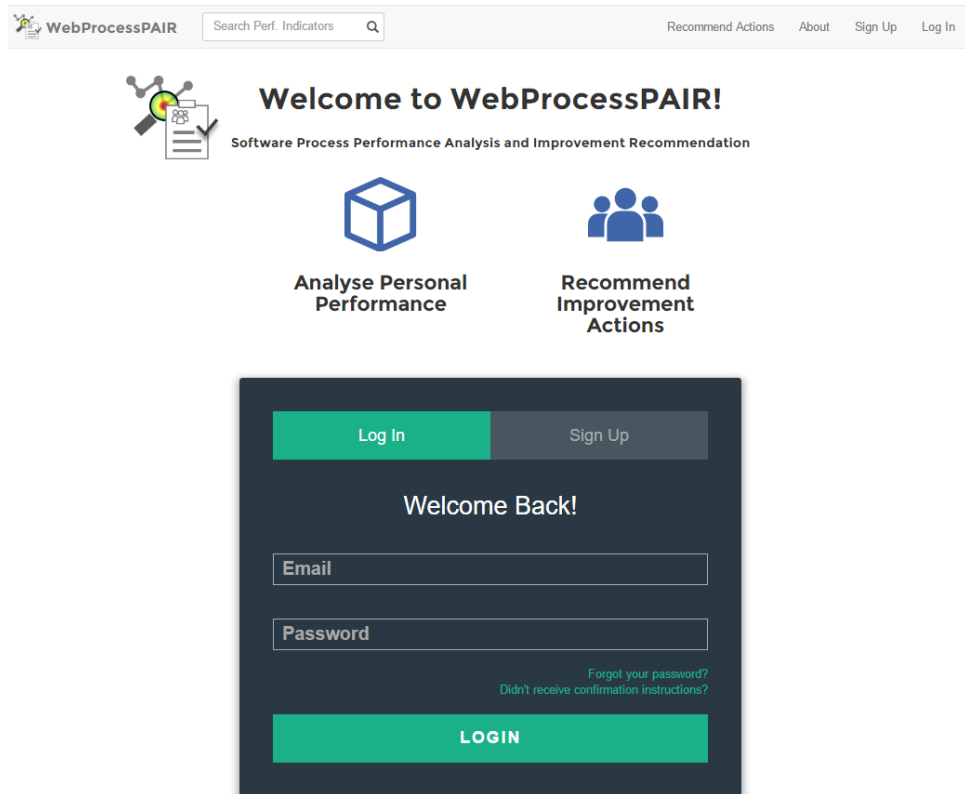 WebProcessPAIR
Search Perf. Indicators
Recommend Actions
About
Sign Up
Log In
Welcome to WebProcessPAIR!
Software Process Performance Analysis and Improvement Recommendation
Analyse Personal
Performance
Recommend
Improvement
Actions
Log In
Sign Up
Welcome Back!
Email
Password
Forgot your password?
Didn't receive confirmation instructions?
LOGIN